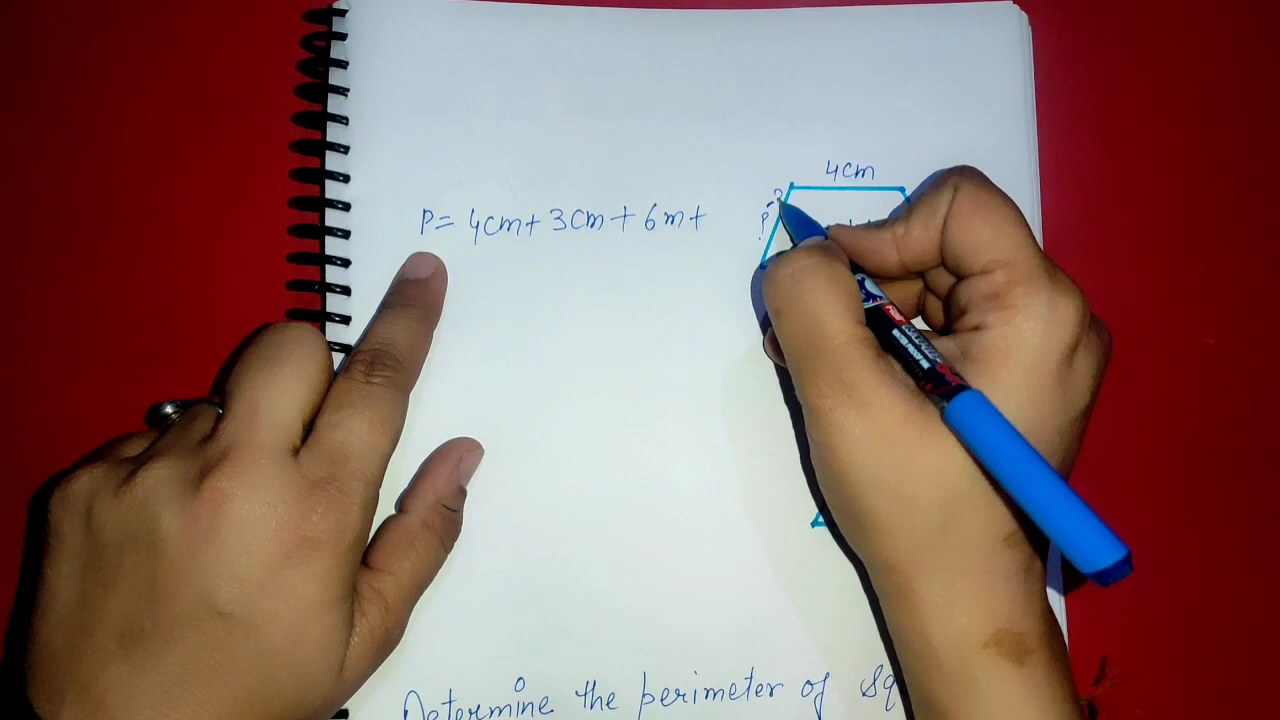 4cm
P= 4cm+ 3cm + 6m+
Determine the perimeter of